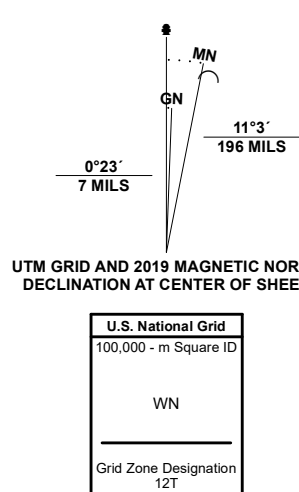 MN
GN
11°3´
196 MILS
0°23´
7 MILS
UTM GRID AND 2019 MAGNETIC NOR
DECLINATION AT CENTER OF SHEE
U.S. National Grid
100,000 - m Square ID
WN
Grid Zone Designation
12T